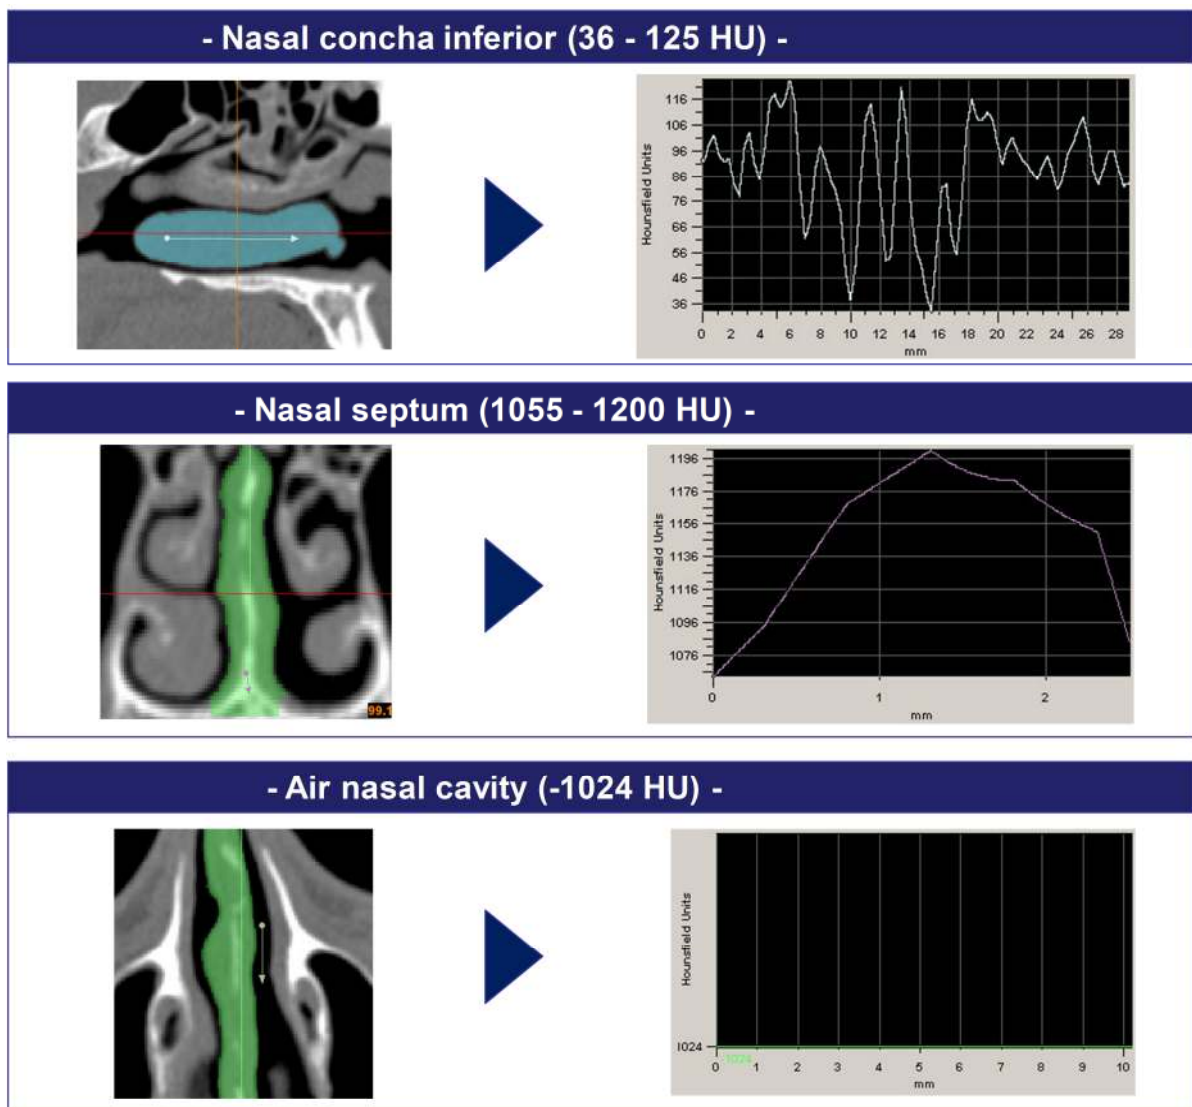 - Nasal concha inferior (36 - 125 HU) -
Hounsfield Units
116
106
96
86
76
66
56
46
36
0 2 4 6 8 10 12 14 16 18 20 22 24 26 28
mm
- Nasal septum (1055 - 1200 HU) -
99.1
Hounsfield Units
1196
1176
1156
1136
1116
1096
1076
0 1 2
mm
- Air nasal cavity (-1024 HU) -
Hounsfield Units
1024
-1024
0 1 2 3 4 5 6 7 8 9 10
mm